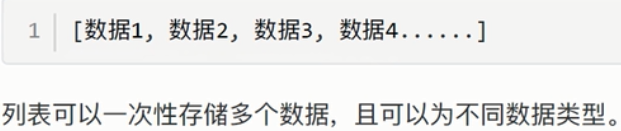 1 [数据1, 数据2, 数据3, 数据4......]
列表可以一次性存储多个数据，且可以为不同数据类型。